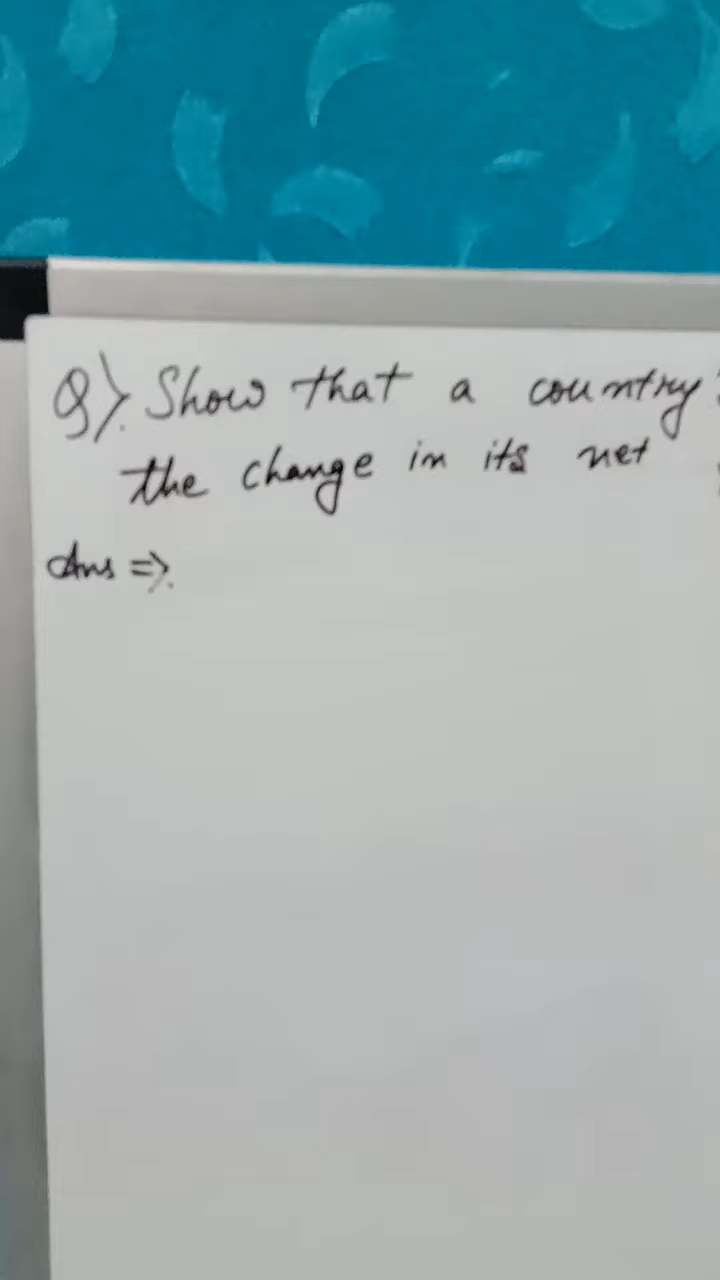 Q). Show that a country
the change in its net
Ans =>.